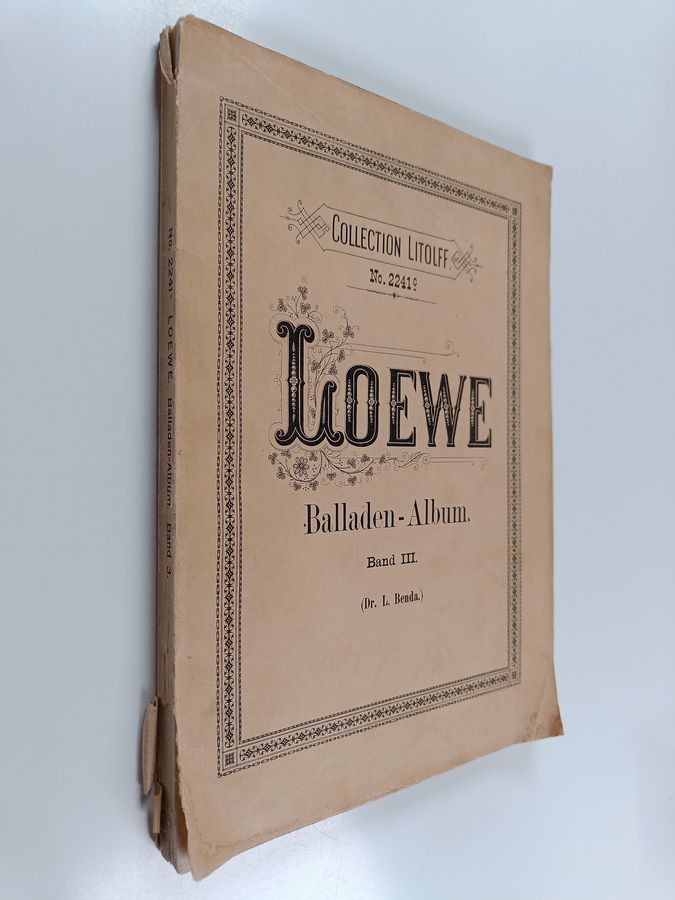 COLLECTION LITOLFF.
No. 2241c
LOEWE
Balladen-Album.
Band III.
(Dr. L. Benda.)
No. 2241c LOEWE. Balladen-Album. Band 3.